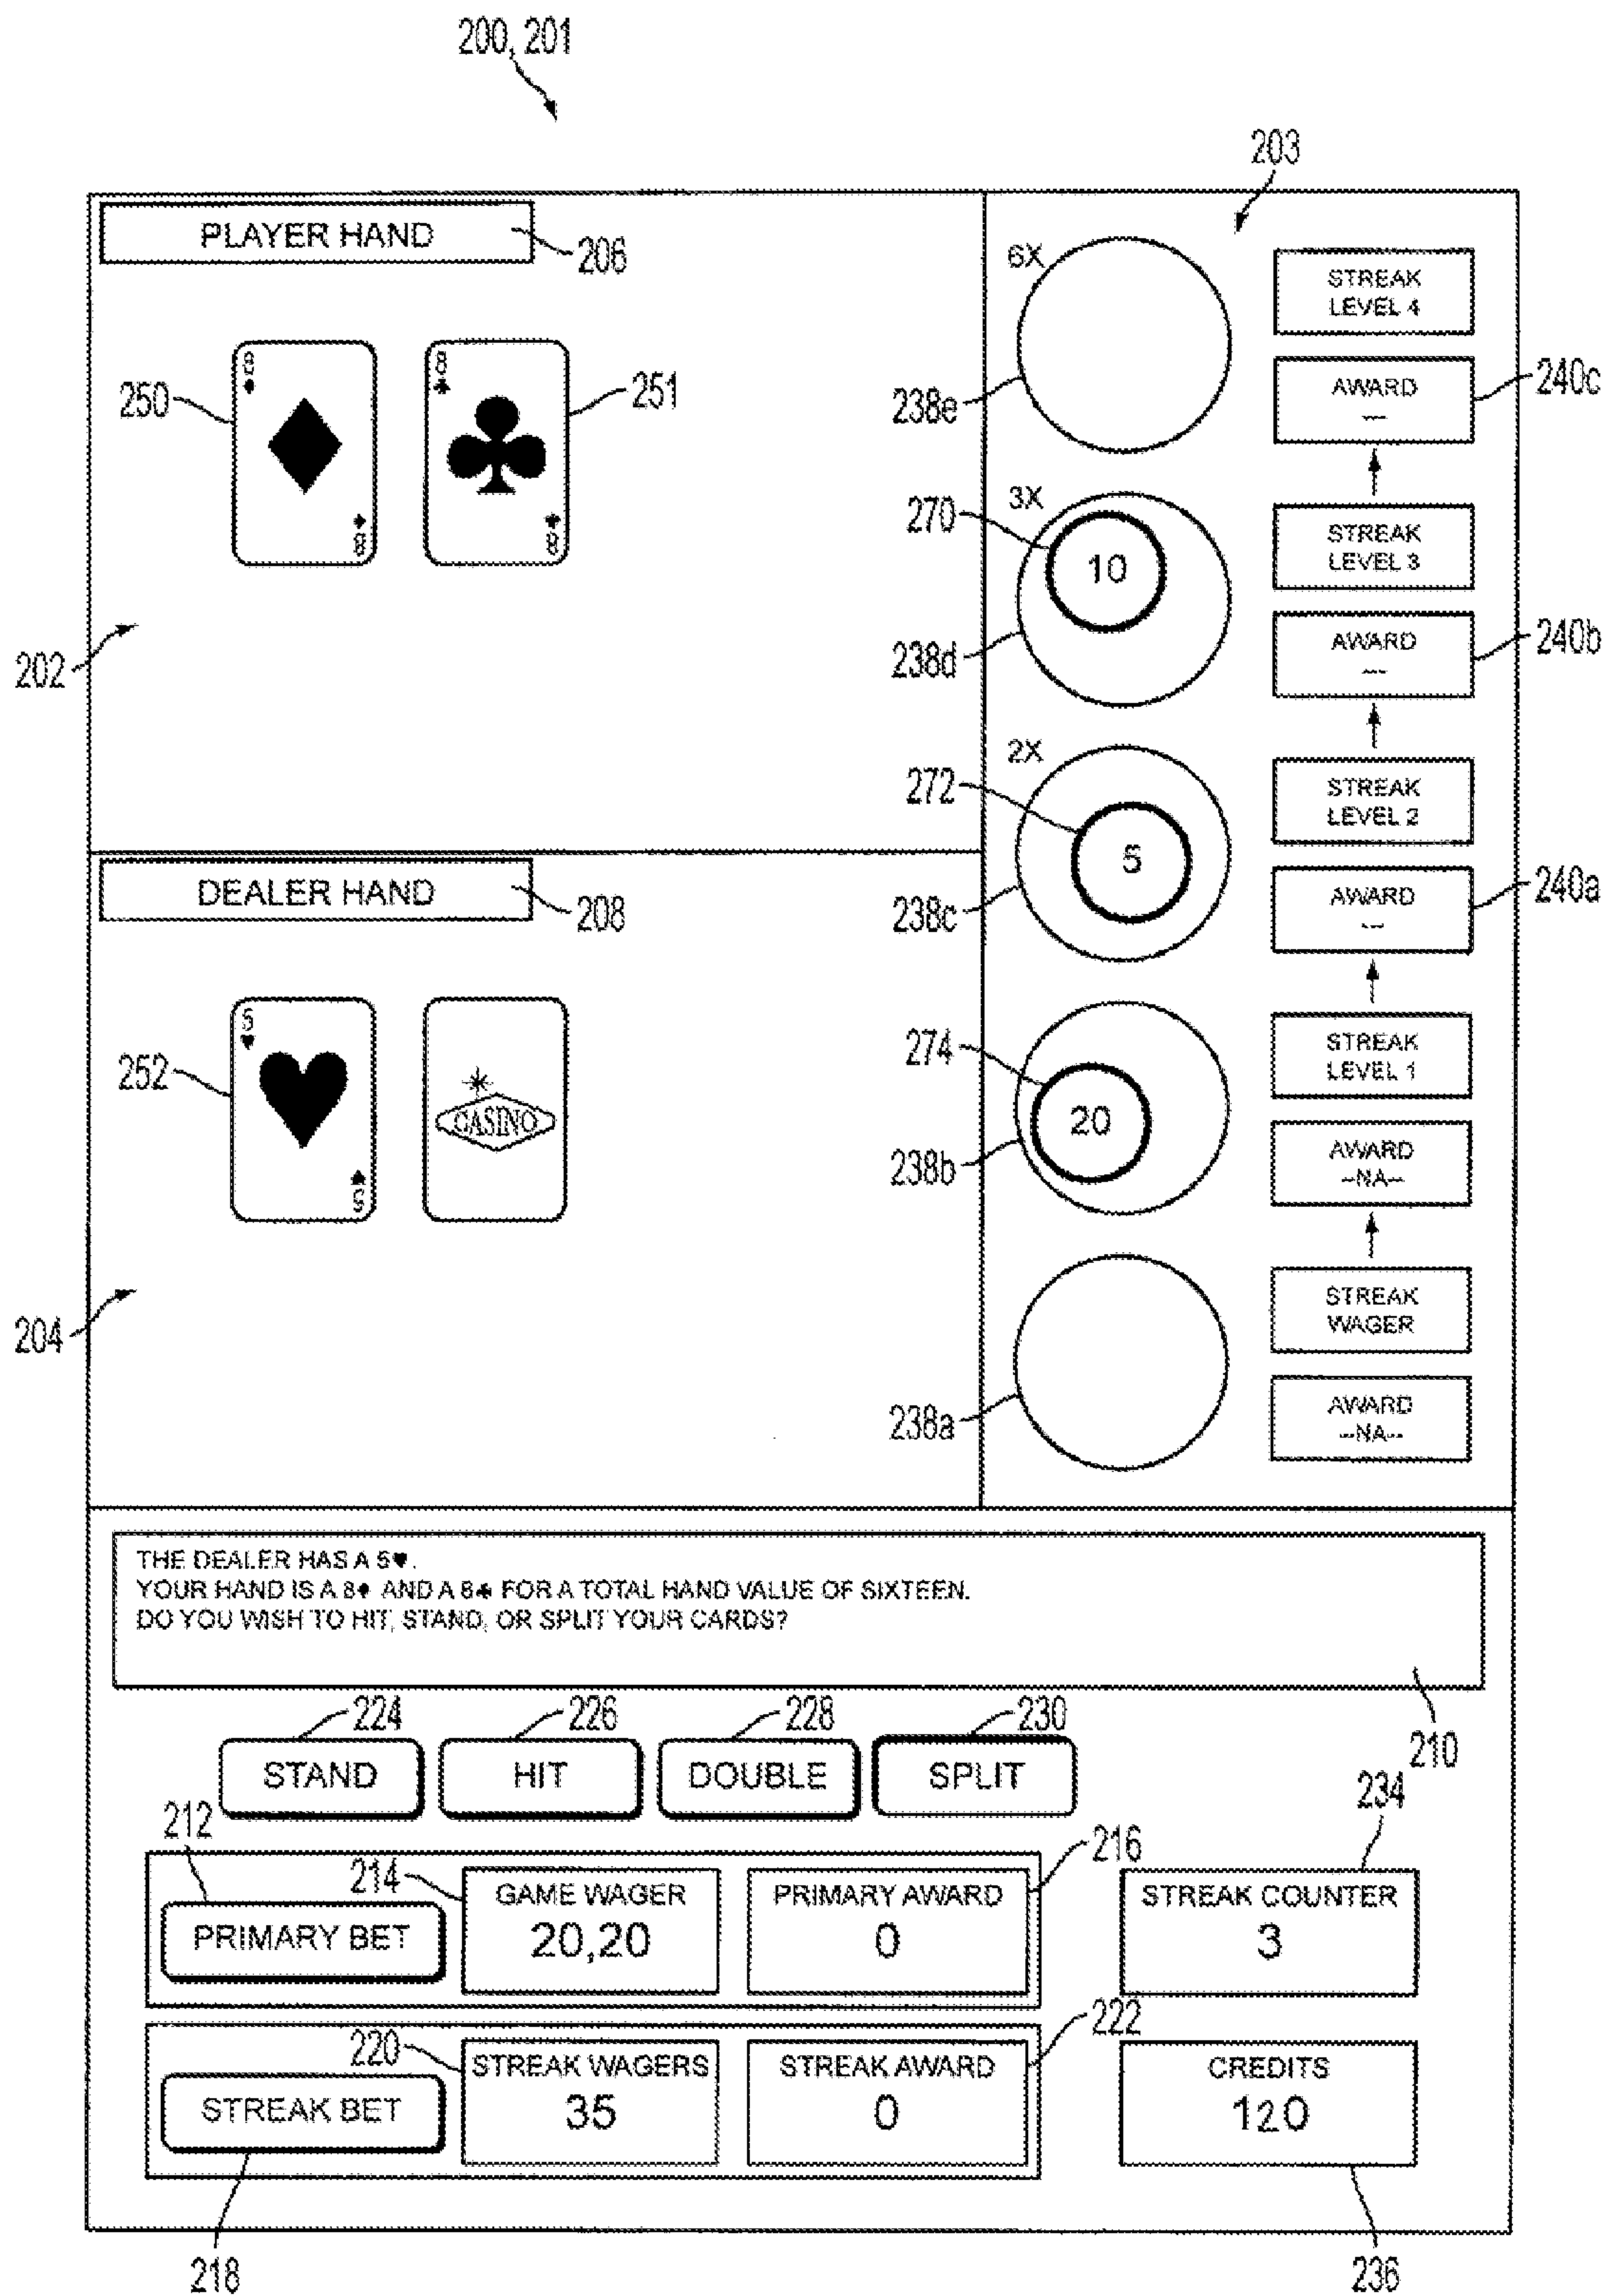 200, 201
203
PLAYER HAND
206
250
8♦
8♦
251
8♣
8♣
202
6X
238e
STREAK
LEVEL 4
AWARD
---
240c
3X
270
10
238d
STREAK
LEVEL 3
AWARD
---
240b
2X
272
5
238c
STREAK
LEVEL 2
AWARD
---
240a
DEALER HAND
208
252
5♥
5♥
CASINO
204
274
20
238b
STREAK
LEVEL 1
AWARD
--NA--
238a
STREAK
WAGER
AWARD
--NA--
THE DEALER HAS A 5♥.
YOUR HAND IS A 8♦ AND A 8♣ FOR A TOTAL HAND VALUE OF SIXTEEN.
DO YOU WISH TO HIT, STAND, OR SPLIT YOUR CARDS?
210
224
226
228
230
STAND
HIT
DOUBLE
SPLIT
212
214
216
234
PRIMARY BET
GAME WAGER
20,20
PRIMARY AWARD
0
STREAK COUNTER
3
220
222
STREAK BET
STREAK WAGERS
35
STREAK AWARD
0
CREDITS
120
218
236